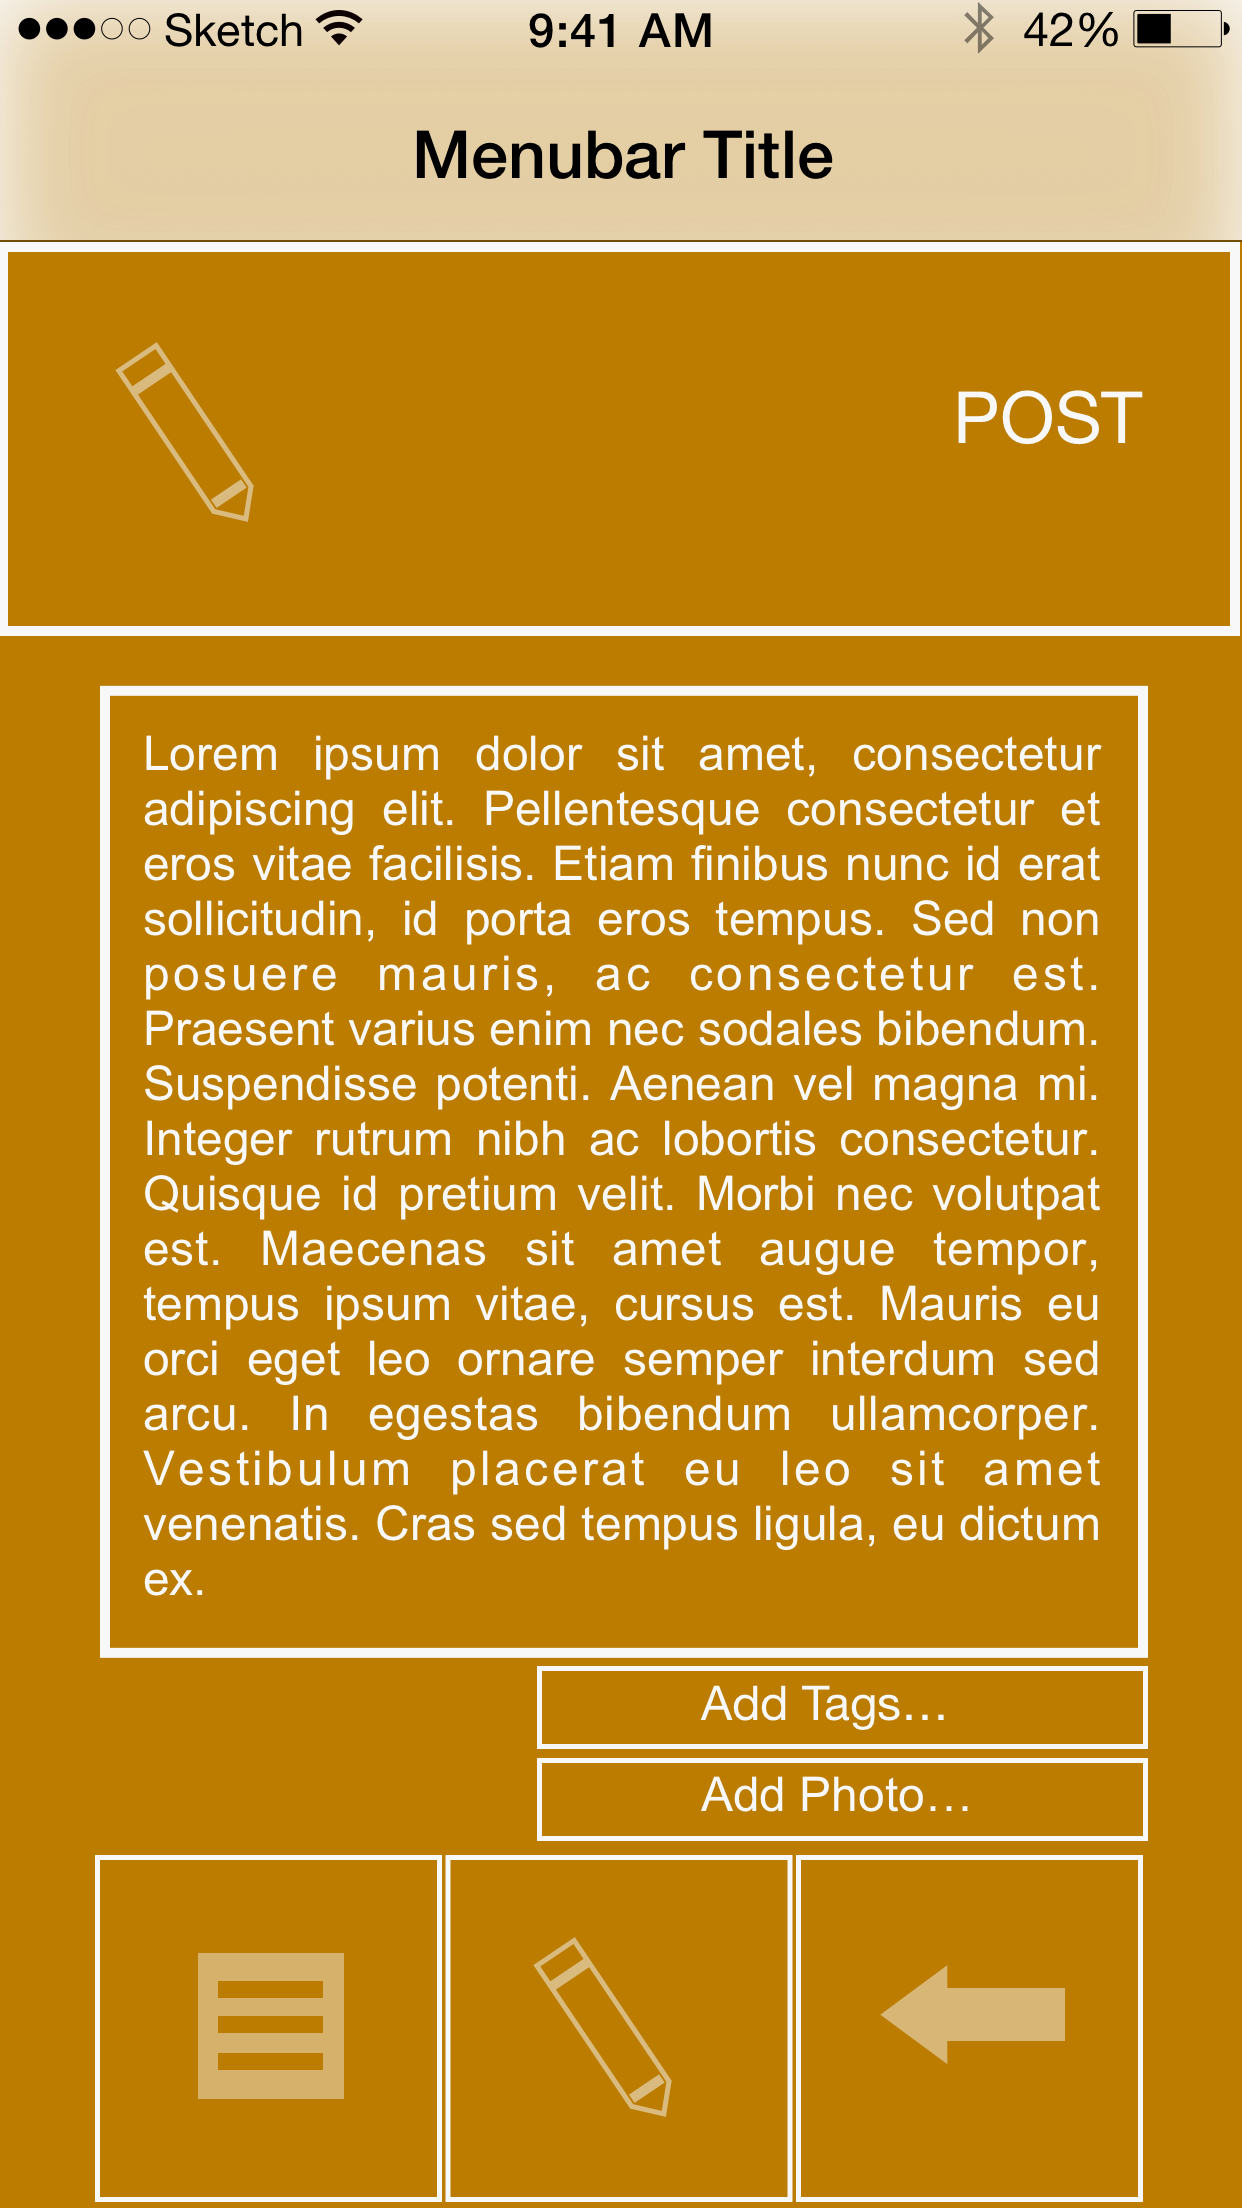 Sketch 9:41 AM 42%
Menubar Title
POST
Lorem ipsum dolor sit amet, consectetur
adipiscing elit. Pellentesque consectetur et
eros vitae facilisis. Etiam finibus nunc id erat
sollicitudin, id porta eros tempus. Sed non
posuere mauris, ac consectetur est.
Praesent varius enim nec sodales bibendum.
Suspendisse potenti. Aenean vel magna mi.
Integer rutrum nibh ac lobortis consectetur.
Quisque id pretium velit. Morbi nec volutpat
est. Maecenas sit amet augue tempor,
tempus ipsum vitae, cursus est. Mauris eu
orci eget leo ornare semper interdum sed
arcu. In egestas bibendum ullamcorper.
Vestibulum placerat eu leo sit amet
venenatis. Cras sed tempus ligula, eu dictum
ex.
Add Tags…
Add Photo…